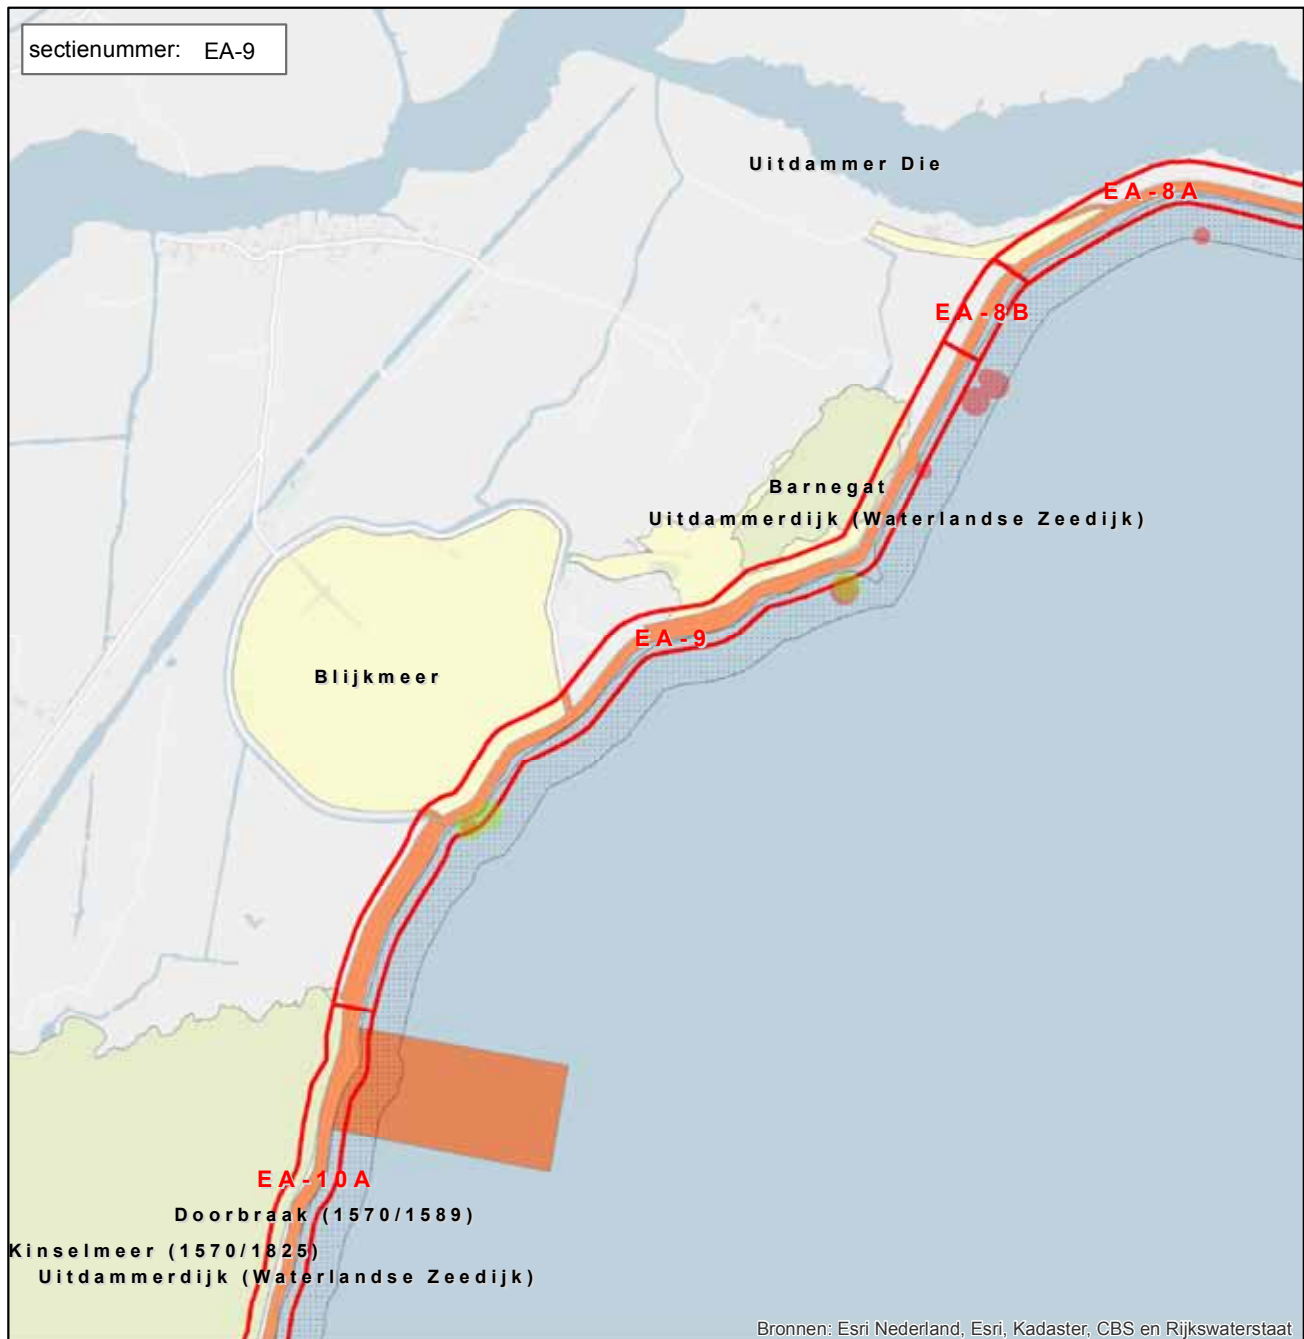 sectienummer: EA-9
Uitdammer Die
EA-8A
EA-8B
Barnegat
Uitdammerdijk (Waterlandse Zeedijk)
EA-9
Blijkmeer
EA-10A
Doorbraak (1570/1589)
Kinselmeer (1570/1825)
Uitdammerdijk (Waterlandse Zeedijk)
Bronnen: Esri Nederland, Esri, Kadaster, CBS en Rijkswaterstaat